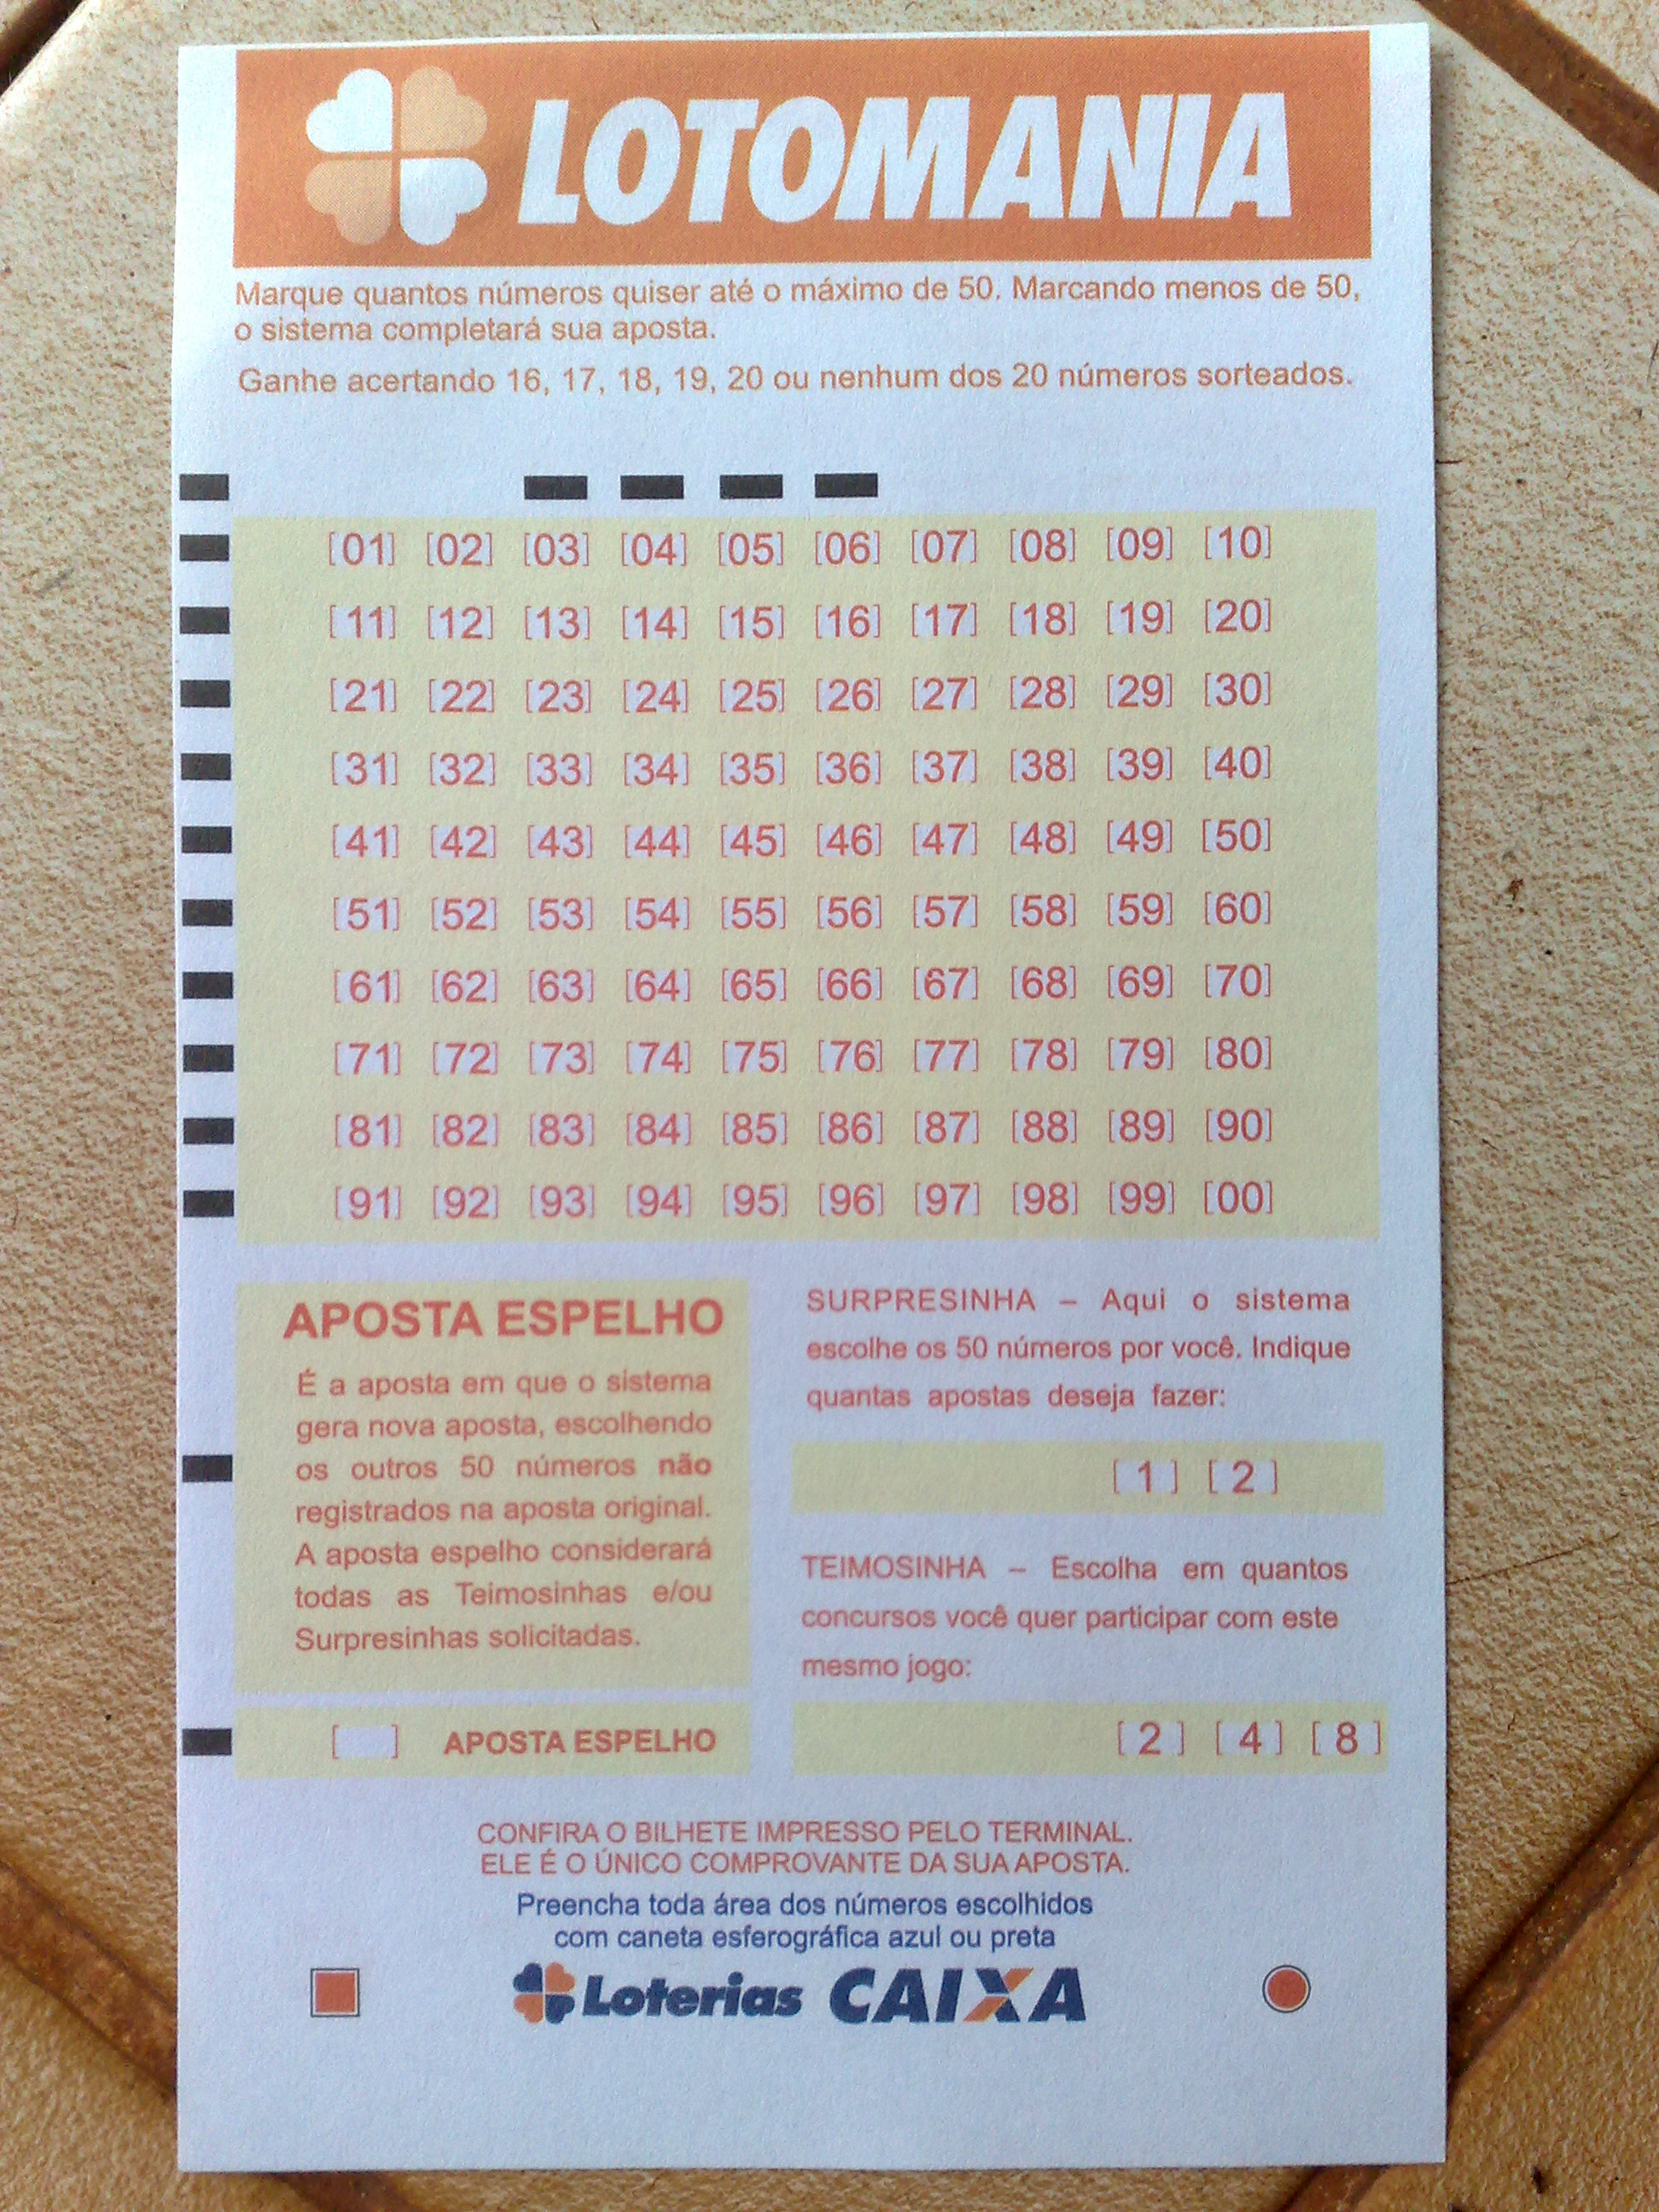 LOTOMANIA
Marque quantos números quiser até o máximo de 50. Marcando menos de 50,
o sistema completará sua aposta.
Ganhe acertando 16, 17, 18, 19, 20 ou nenhum dos 20 números sorteados.
[01] [02] [03] [04] [05] [06] [07] [08] [09] [10]
[11] [12] [13] [14] [15] [16] [17] [18] [19] [20]
[21] [22] [23] [24] [25] [26] [27] [28] [29] [30]
[31] [32] [33] [34] [35] [36] [37] [38] [39] [40]
[41] [42] [43] [44] [45] [46] [47] [48] [49] [50]
[51] [52] [53] [54] [55] [56] [57] [58] [59] [60]
[61] [62] [63] [64] [65] [66] [67] [68] [69] [70]
[71] [72] [73] [74] [75] [76] [77] [78] [79] [80]
[81] [82] [83] [84] [85] [86] [87] [88] [89] [90]
[91] [92] [93] [94] [95] [96] [97] [98] [99] [00]
APOSTA ESPELHO
É a aposta em que o sistema
gera nova aposta, escolhendo
os outros 50 números não
registrados na aposta original.
A aposta espelho considerará
todas as Teimosinhas e/ou
Surpresinhas solicitadas.
[ ] APOSTA ESPELHO
SURPRESINHA – Aqui o sistema
escolhe os 50 números por você. Indique
quantas apostas deseja fazer:
[ 1 ] [ 2 ]
TEIMOSINHA – Escolha em quantos
concursos você quer participar com este
mesmo jogo:
[ 2 ] [ 4 ] [ 8 ]
CONFIRA O BILHETE IMPRESSO PELO TERMINAL.
ELE É O ÚNICO COMPROVANTE DA SUA APOSTA.
Preencha toda área dos números escolhidos
com caneta esferográfica azul ou preta
Loterias CAIXA